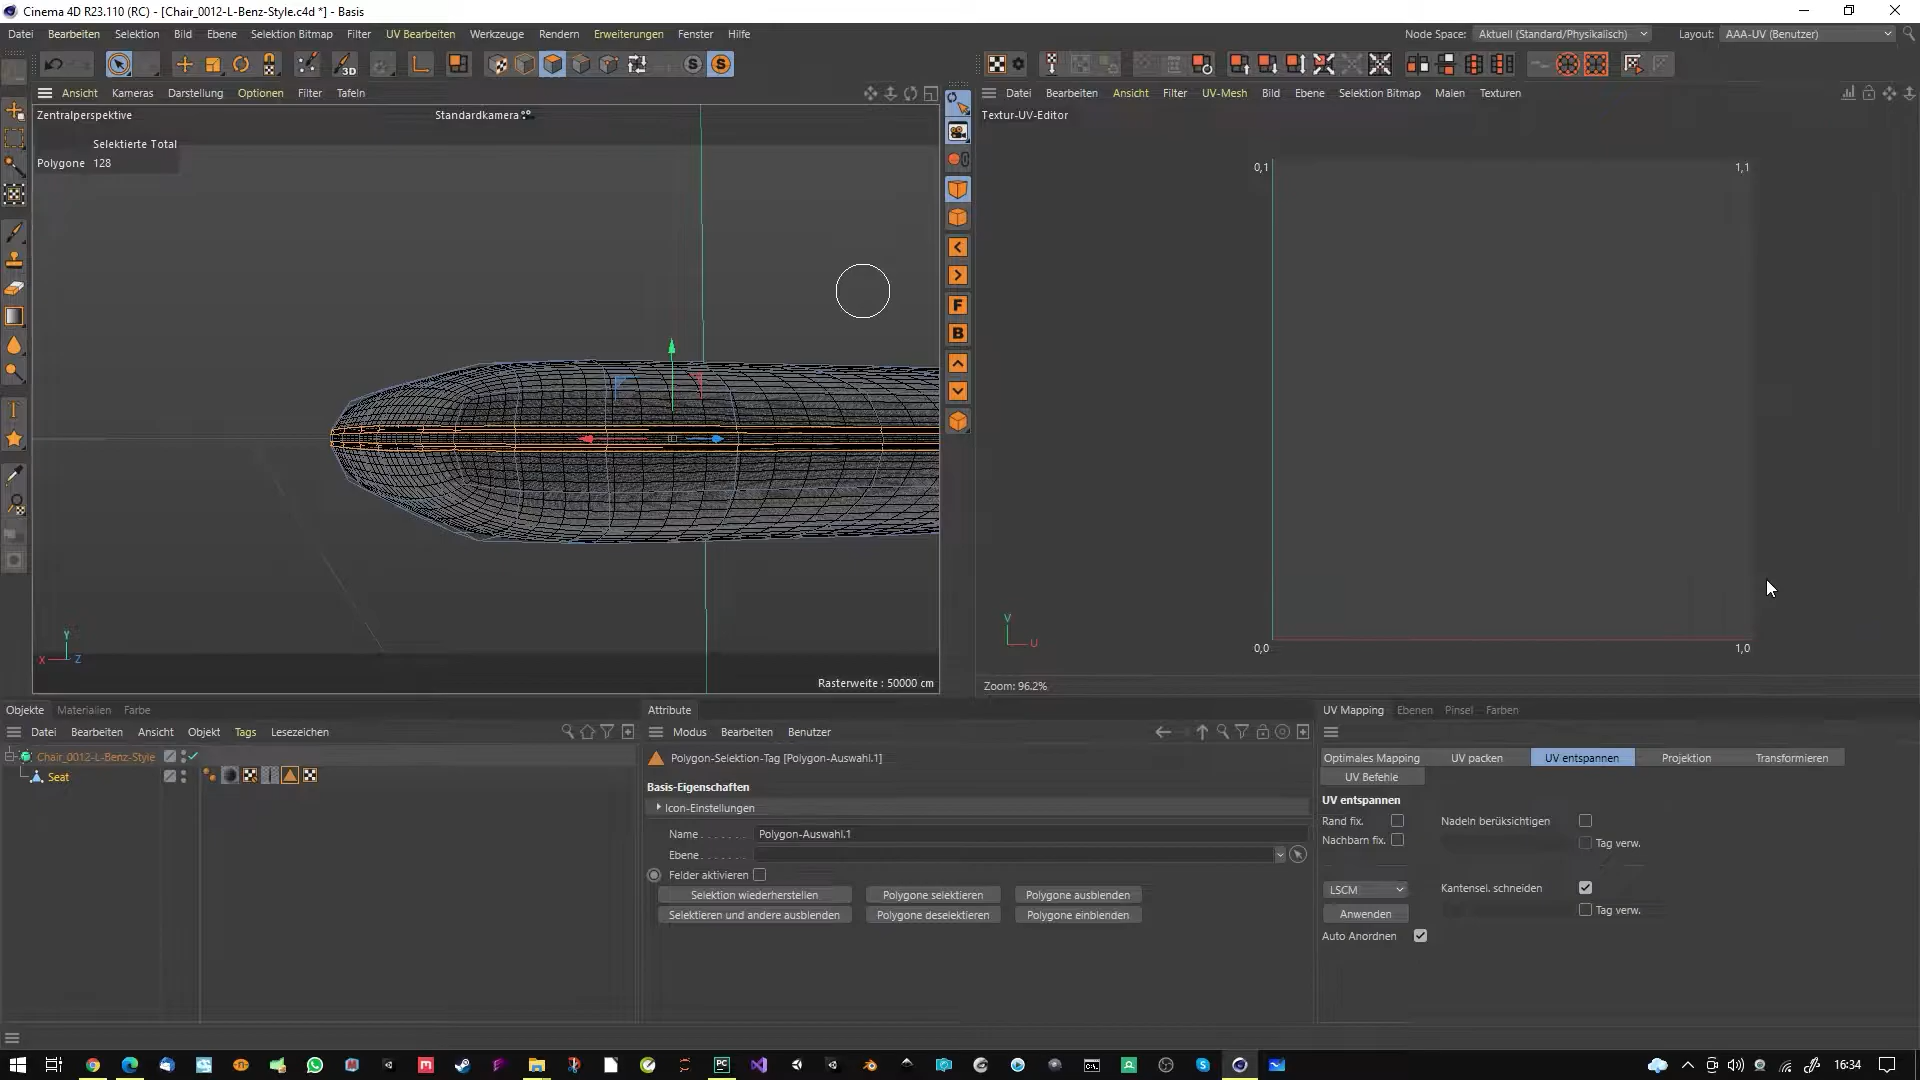 Cinema 4D R23.110 (RC) - [Chair_0012-L-Benz-Style.c4d *] - Basis
Datei Bearbeiten Selektion Bild Ebene Selektion Bitmap Filter UV Bearbeiten Werkzeuge Rendern Erweiterungen Fenster Hilfe
Node Space: Aktuell (Standard/Physikalisch) Layout: AAA-UV (Benutzer)
Ansicht Kameras Darstellung Optionen Filter Tafeln
Datei Bearbeiten Ansicht Filter UV-Mesh Bild Ebene Selektion Bitmap Malen Texturen
Zentralperspektive
Standardkamera
Textur-UV-Editor
Selektierte Total
Polygone 128
0,1
1,1
F
B
Y
X
Z
V
U
0,0
1,0
Rasterweite : 50000 cm
Zoom: 96.2%
Objekte Materialien Farbe
Attribute
UV Mapping Ebenen Pinsel Farben
Datei Bearbeiten Ansicht Objekt Tags Lesezeichen
Modus Bearbeiten Benutzer
Chair_0012-L-Benz-Style
Seat
Polygon-Selektion-Tag [Polygon-Auswahl.1]
Basis-Eigenschaften
Icon-Einstellungen
Name Polygon-Auswahl.1
Ebene
Felder aktivieren
Selektion wiederherstellen Polygone selektieren Polygone ausblenden
Selektieren und andere ausblenden Polygone deselektieren Polygone einblenden
Optimales Mapping UV packen UV entspannen Projektion Transformieren
UV Befehle
UV entspannen
Rand fix. Nadeln berüksichtigen
Nachbarn fix. Tag verw.
LSCM Kantensel. schneiden
Anwenden Tag verw.
Auto Anordnen
16:34